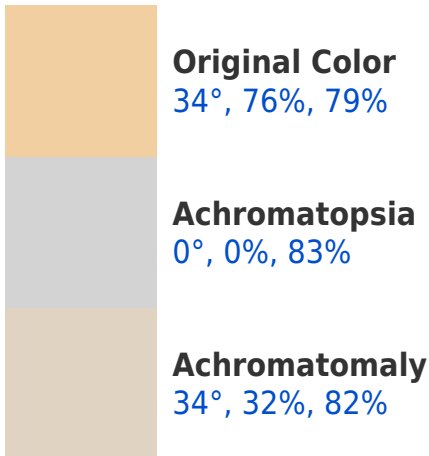 Original Color
34°, 76%, 79%
Achromatopsia
0°, 0%, 83%
Achromatomaly
34°, 32%, 82%